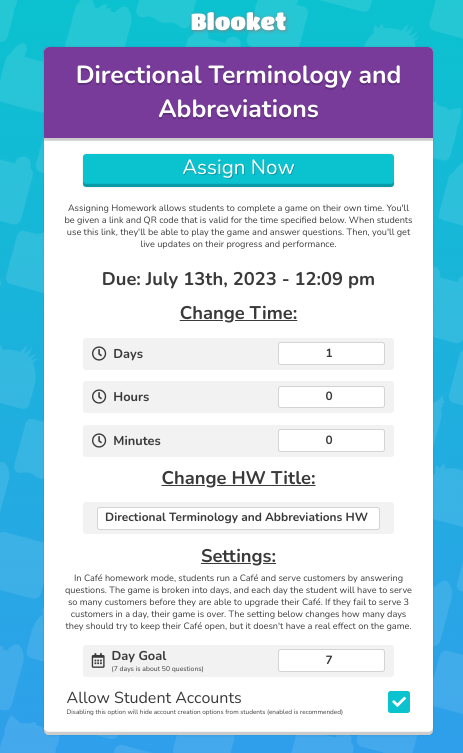 Blooket
Directional Terminology and
Abbreviations
Assign Now
Assigning Homework allows students to complete a game on their own time. You'll
be given a link and QR code that is valid for the time specified below. When students
use this link, they'll be able to play the game and answer questions. Then, you'll get
live updates on their progress and performance.
Due: July 13th, 2023 - 12:09 pm
Change Time:
Days 1
Hours 0
Minutes 0
Change HW Title:
Directional Terminology and Abbreviations HW
Settings:
In Café homework mode, students run a Café and serve customers by answering
questions. The game is broken into days, and each day the student will have to serve
so many customers before they are able to upgrade their Café. If they fail to serve 3
customers in a day, their game is over. The setting below changes how many days
they should try to keep their Café open, but it doesn't have a real effect on the game.
Day Goal 7
(7 days is about 50 questions)
Allow Student Accounts
Disabling this option will hide account creation options from students (enabled is recommended)